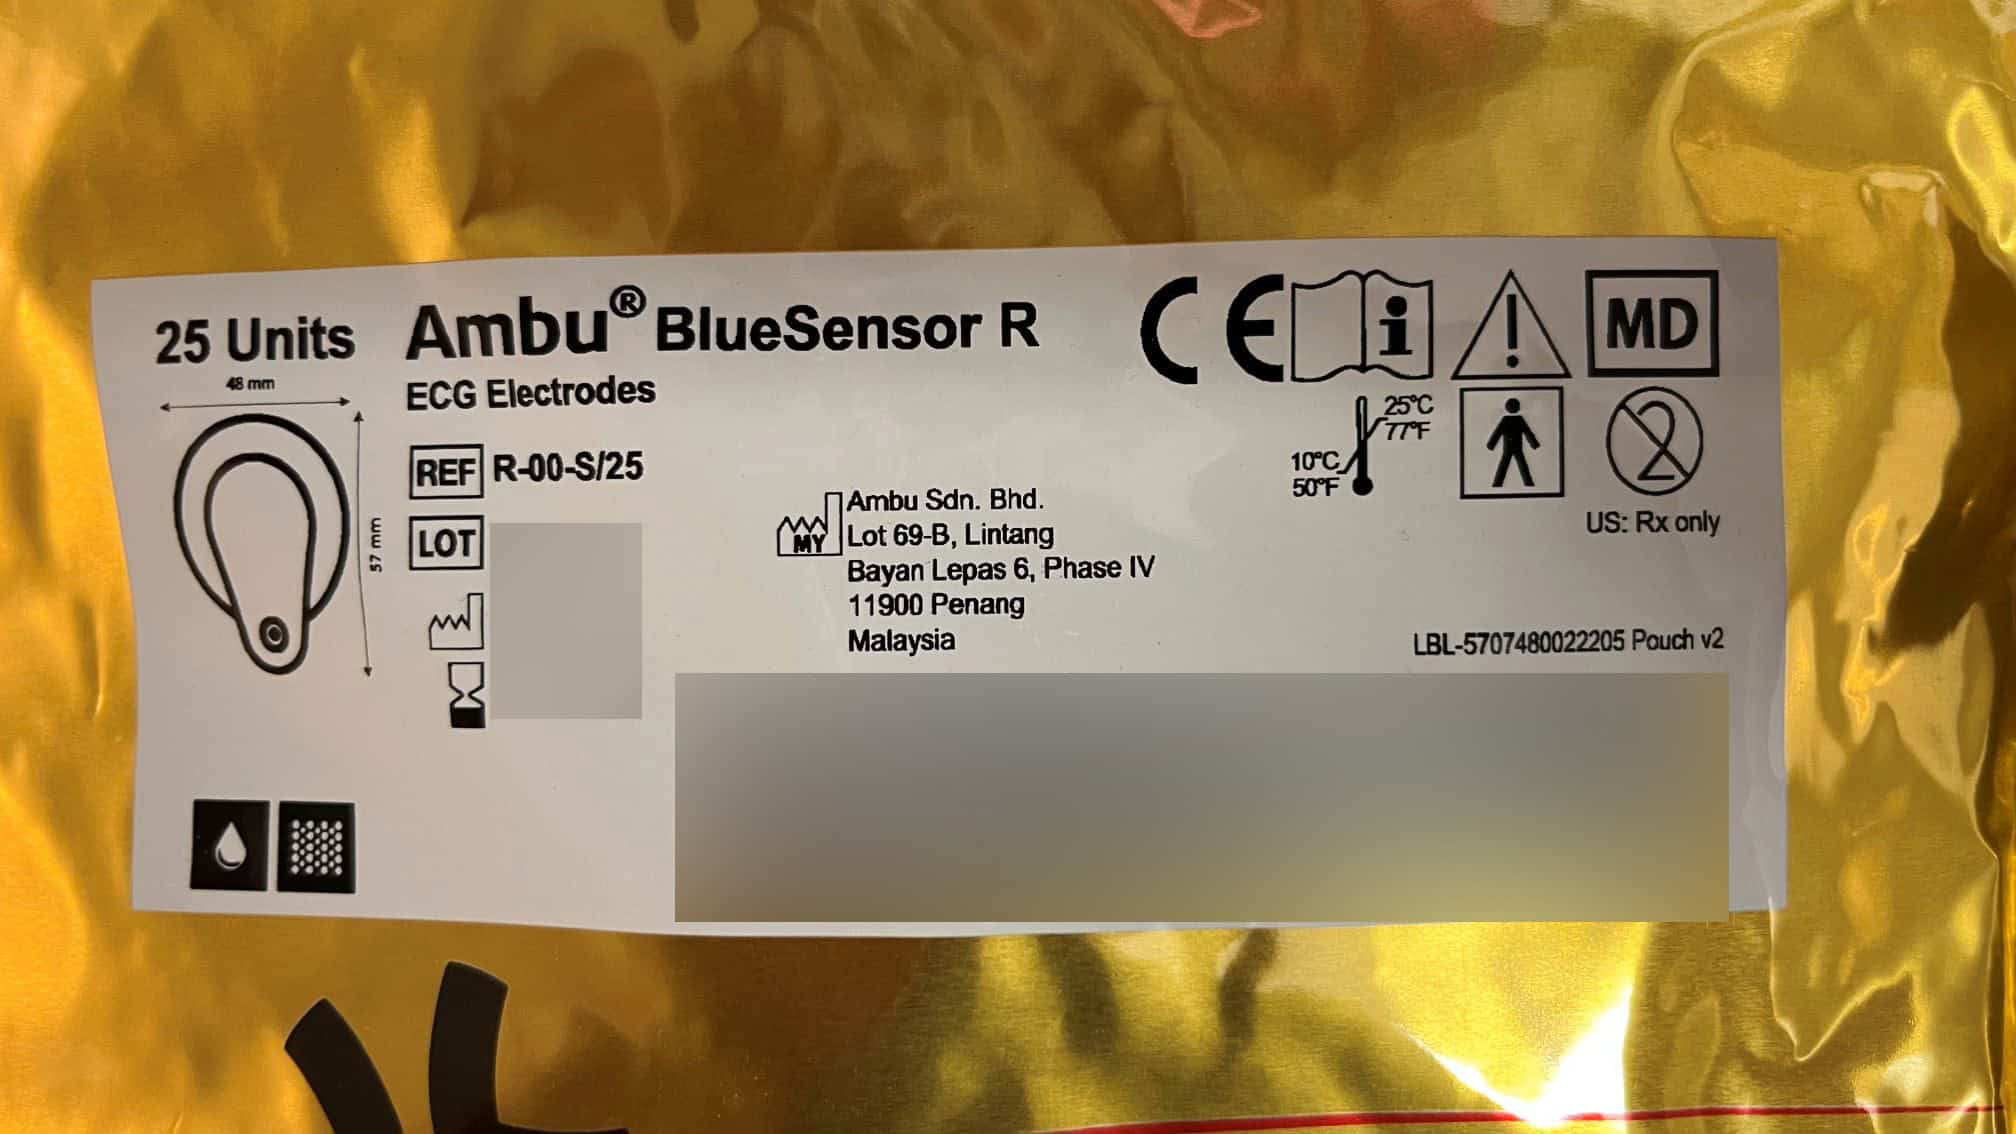 25 Units
Ambu® BlueSensor R
ECG Electrodes
48 mm
57 mm
REF R-00-S/25
LOT
MY
Ambu Sdn. Bhd.
Lot 69-B, Lintang
Bayan Lepas 6, Phase IV
11900 Penang
Malaysia
CE
i
!
MD
25°C
77°F
10°C
50°F
2
US: Rx only
LBL-5707480022205 Pouch v2